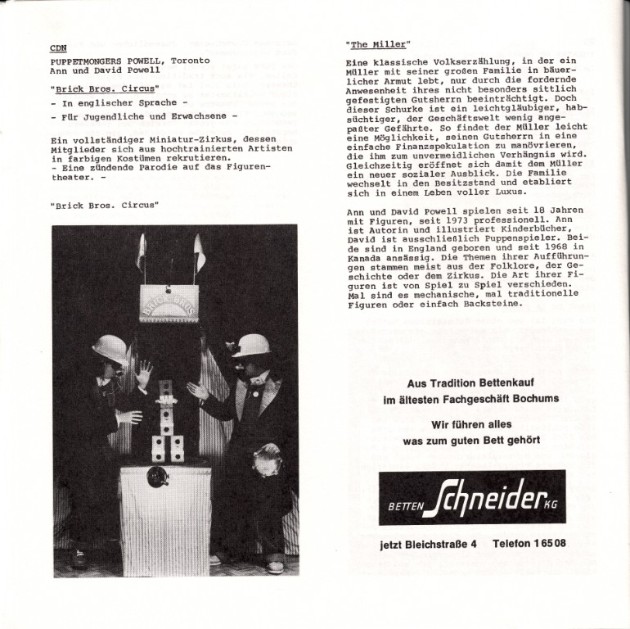 CDN
PUPPETMONGERS POWELL, Toronto
Ann und David Powell
"Brick Bros. Circus"
- In englischer Sprache -
- Für Jugendliche und Erwachsene -
Ein vollständiger Miniatur-Zirkus, dessen
Mitglieder sich aus hochtrainierten Artisten
in farbigen Kostümen rekrutieren.
- Eine zündende Parodie auf das Figuren-
theater. -
"Brick Bros. Circus"
BRICK BROS
"The Miller"
Eine klassische Volkserzählung, in der ein
Müller mit seiner großen Familie in bäuer-
licher Armut lebt, nur durch die fordernde
Anwesenheit ihres nicht besonders sittlich
gefestigten Gutsherrn beeinträchtigt. Doch
dieser Schurke ist ein leichtgläubiger, hab-
süchtiger, der Geschäftswelt wenig ange-
paßter Gefährte. So findet der Müller leicht
eine Möglichkeit, seinen Gutsherrn in eine
einfache Finanzspekulation zu manövrieren,
die ihm zum unvermeidlichen Verhängnis wird.
Gleichzeitig eröffnet sich damit dem Müller
ein neuer sozialer Ausblick. Die Familie
wechselt in den Besitzstand und etabliert
sich in einem Leben voller Luxus.
Ann und David Powell spielen seit 18 Jahren
mit Figuren, seit 1973 professionell. Ann
ist Autorin und illustriert Kinderbücher,
David ist ausschließlich Puppenspieler. Bei-
de sind in England geboren und seit 1968 in
Kanada ansässig. Die Themen ihrer Aufführun-
gen stammen meist aus der Folklore, der Ge-
schichte oder dem Zirkus. Die Art ihrer Fi-
guren ist von Spiel zu Spiel verschieden.
Mal sind es mechanische, mal traditionelle
Figuren oder einfach Backsteine.
Aus Tradition Bettenkauf
im ältesten Fachgeschäft Bochums
Wir führen alles
was zum guten Bett gehört
BETTEN Schneider KG
jetzt Bleichstraße 4 Telefon 1 65 08